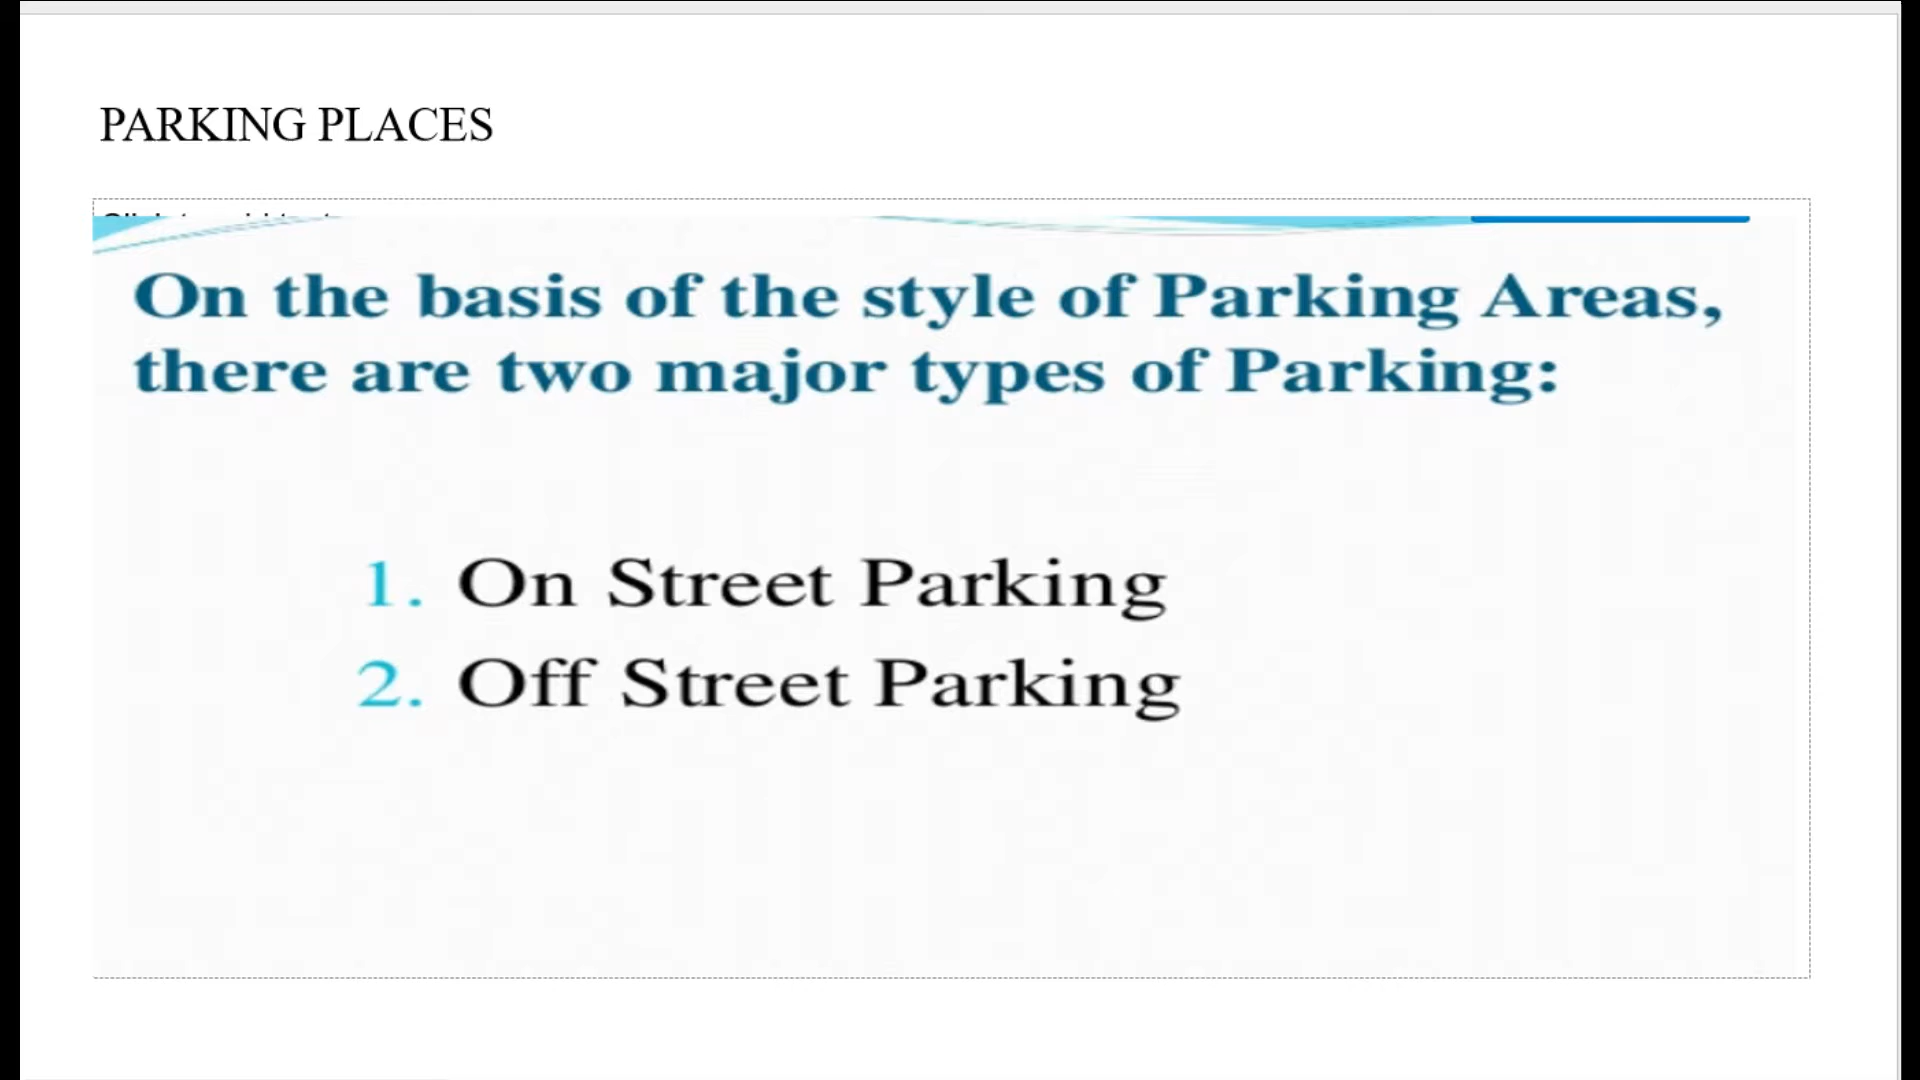 PARKING PLACES
On the basis of the style of Parking Areas,
there are two major types of Parking:
1. On Street Parking
2. Off Street Parking